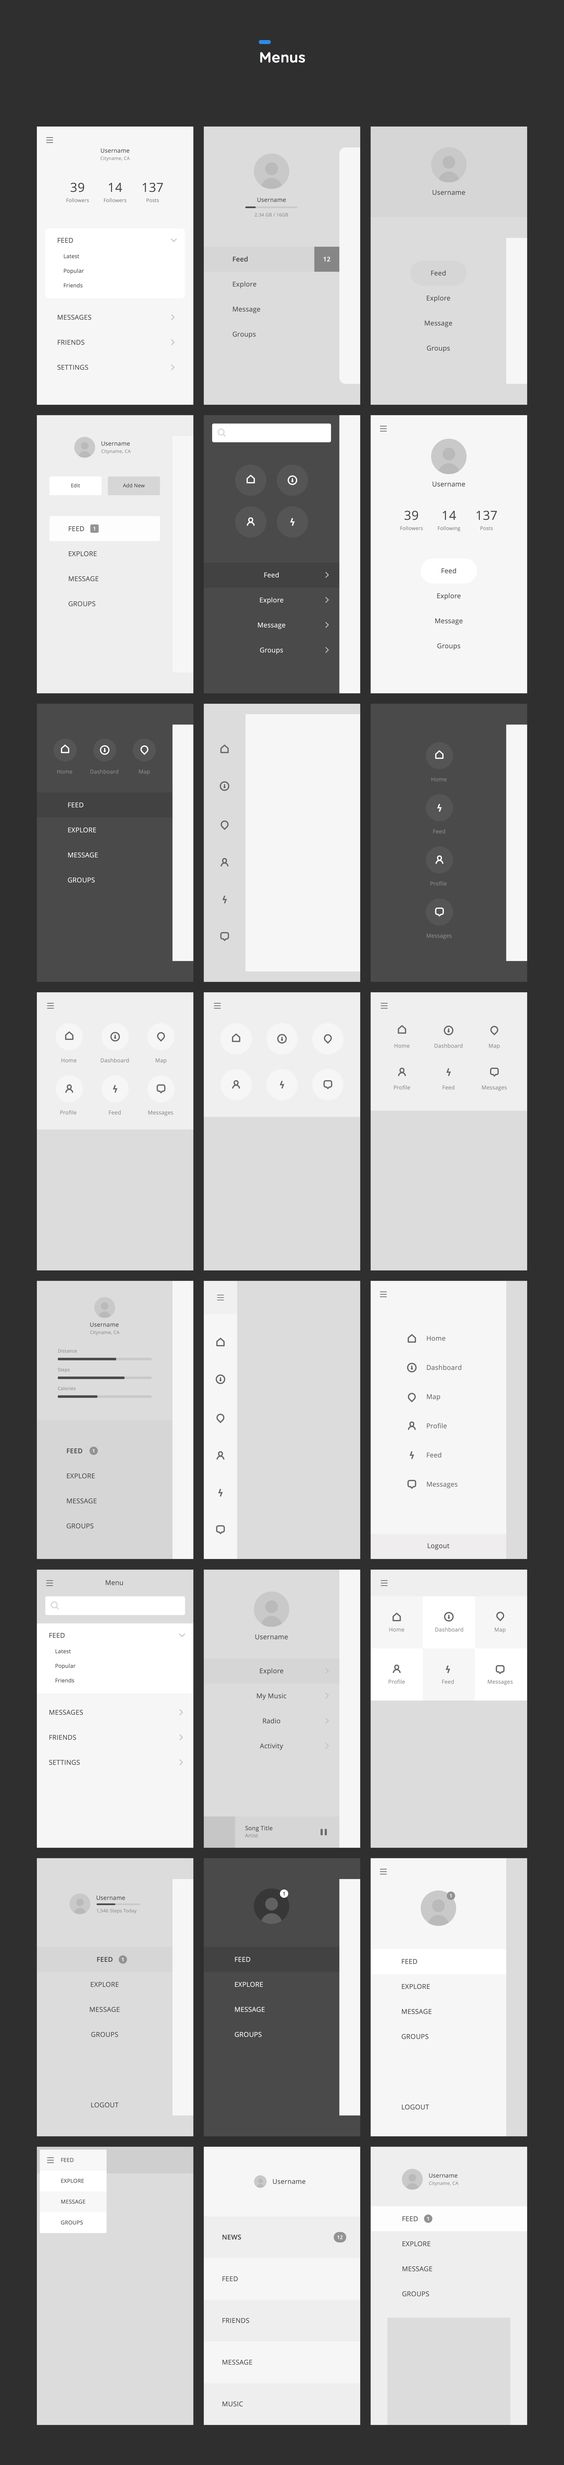 Menus
Username
Cityname, CA
39 14 137
Followers Followers Posts
FEED
Latest
Popular
Friends
MESSAGES
FRIENDS
SETTINGS
Username
2.34 GB / 16GB
Feed 12
Explore
Message
Groups
Username
Feed
Explore
Message
Groups
Username
Cityname, CA
Edit Add New
FEED 1
EXPLORE
MESSAGE
GROUPS
Feed
Explore
Message
Groups
Username
39 14 137
Followers Following Posts
Feed
Explore
Message
Groups
Home Dashboard Map
FEED
EXPLORE
MESSAGE
GROUPS
Home
Feed
Profile
Messages
Home Dashboard Map
Profile Feed Messages
Home Dashboard Map
Profile Feed Messages
Username
Cityname, CA
Distance
Steps
Calories
FEED 1
EXPLORE
MESSAGE
GROUPS
Home
Dashboard
Map
Profile
Feed
Messages
Logout
Menu
FEED
Latest
Popular
Friends
MESSAGES
FRIENDS
SETTINGS
Username
Explore
My Music
Radio
Activity
Song Title
Artist
Home Dashboard Map
Profile Feed Messages
Username
1,546 Steps Today
FEED 1
EXPLORE
MESSAGE
GROUPS
LOGOUT
1
FEED
EXPLORE
MESSAGE
GROUPS
1
FEED
EXPLORE
MESSAGE
GROUPS
LOGOUT
FEED
EXPLORE
MESSAGE
GROUPS
Username
NEWS 12
FEED
FRIENDS
MESSAGE
MUSIC
Username
Cityname, CA
FEED 1
EXPLORE
MESSAGE
GROUPS